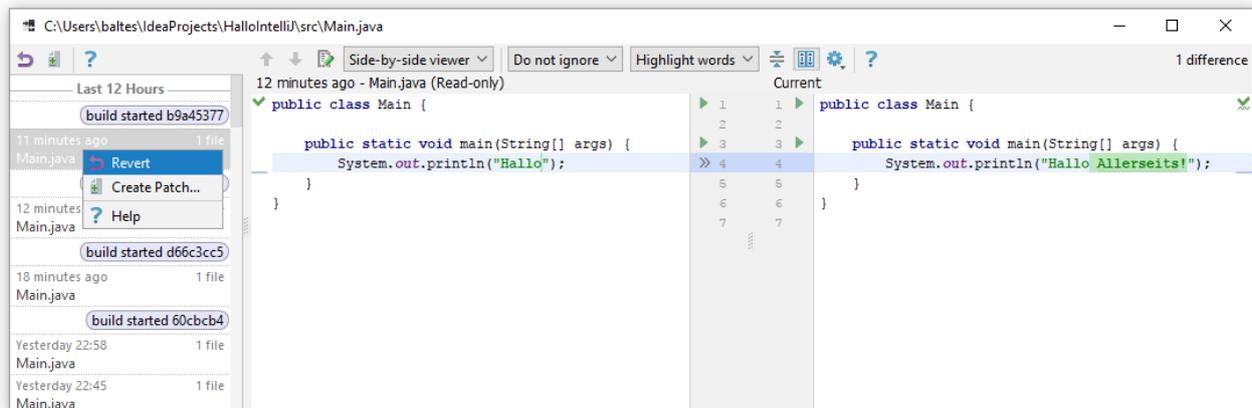 C:\Users\baltes\IdeaProjects\HalloIntelliJ\src\Main.java
Side-by-side viewer Do not ignore Highlight words 1 difference
Last 12 Hours
build started b9a45377
11 minutes ago 1 file
Main.java
Revert
Create Patch...
Help
12 minutes
Main.java
build started d66c3cc5
18 minutes ago 1 file
Main.java
build started 60cbcb4
Yesterday 22:58 1 file
Main.java
Yesterday 22:45 1 file
Main.java
12 minutes ago - Main.java (Read-only)
public class Main {
public static void main(String[] args) {
System.out.println("Hallo");
}
}
1 1
2 2
3 3
4 4
5 5
6 6
7 7
Current
public class Main {
public static void main(String[] args) {
System.out.println("Hallo Allerseits!");
}
}